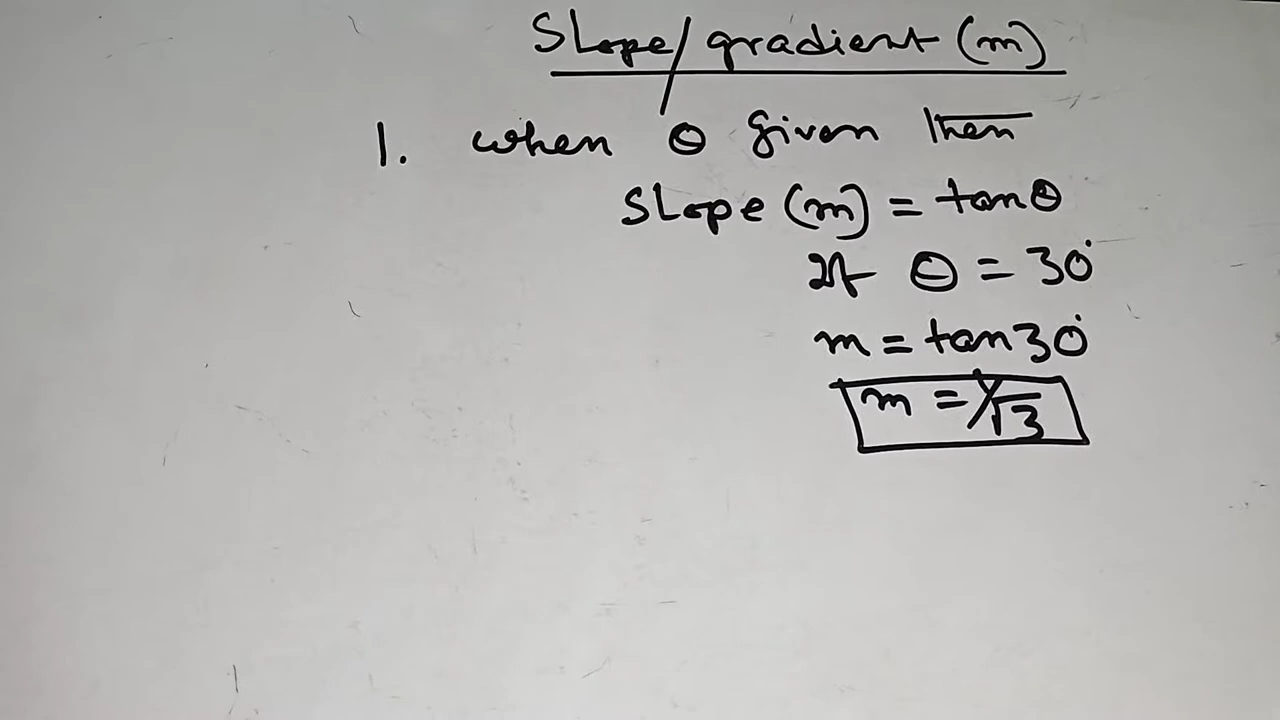 Slope/gradient (m)
1. when θ given then
Slope (m) = tanθ
If θ = 30°
m = tan30°
m = 1/√3